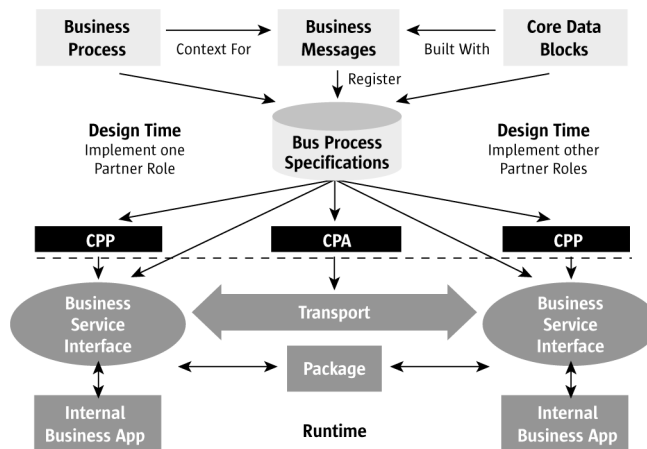 Business
Process
Context For
Business
Messages
Built With
Core Data
Blocks
Register
Design Time
Implement one
Partner Role
Bus Process
Specifications
Design Time
Implement other
Partner Roles
CPP
CPA
CPP
Business
Service
Interface
Transport
Business
Service
Interface
Package
Internal
Business App
Runtime
Internal
Business App